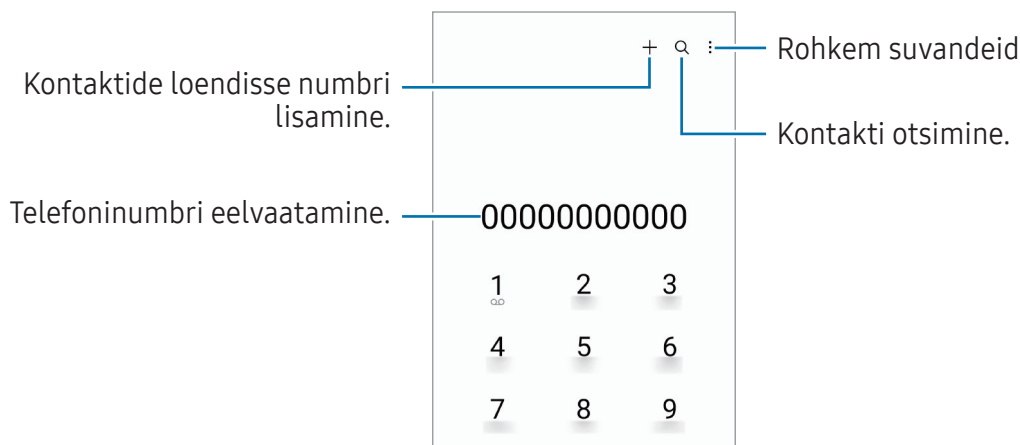 Rohkem suvandeid
Kontaktide loendisse numbri
lisamine.
Kontakti otsimine.
Telefoninumbri eelvaatamine.
00000000000
1 2 3
4 5 6
7 8 9